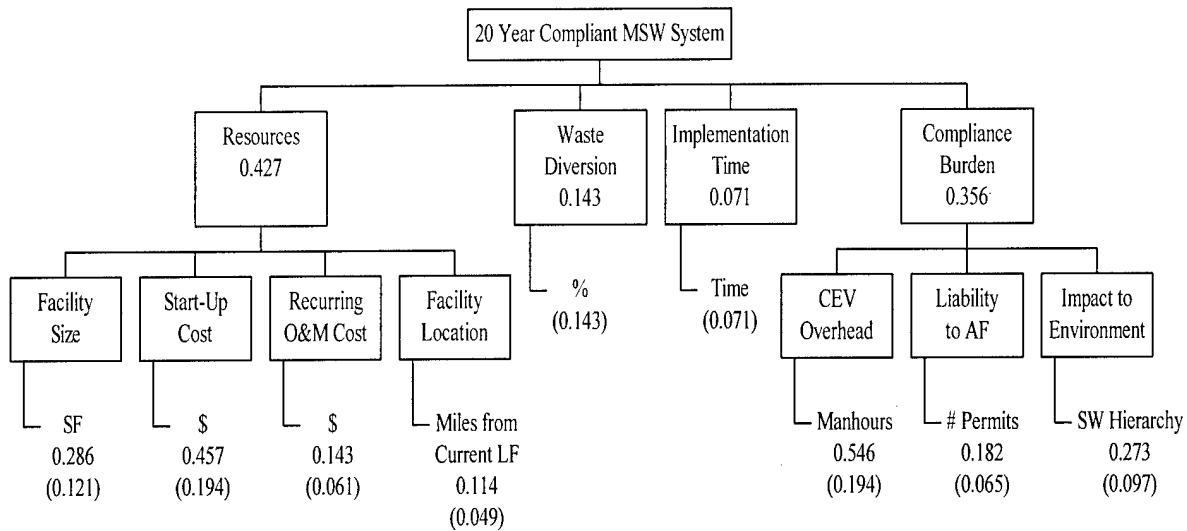 20 Year Compliant MSW System
Resources
0.427
Waste
Diversion
0.143
Implementation
Time
0.071
Compliance
Burden
0.356
Facility
Size
Start-Up
Cost
Recurring
O&M Cost
Facility
Location
%
(0.143)
Time
(0.071)
CEV
Overhead
Liability
to AF
Impact to
Environment
SF
0.286
(0.121)
$
0.457
(0.194)
$
0.143
(0.061)
Miles from
Current LF
0.114
(0.049)
Manhours
0.546
(0.194)
# Permits
0.182
(0.065)
SW Hierarchy
0.273
(0.097)